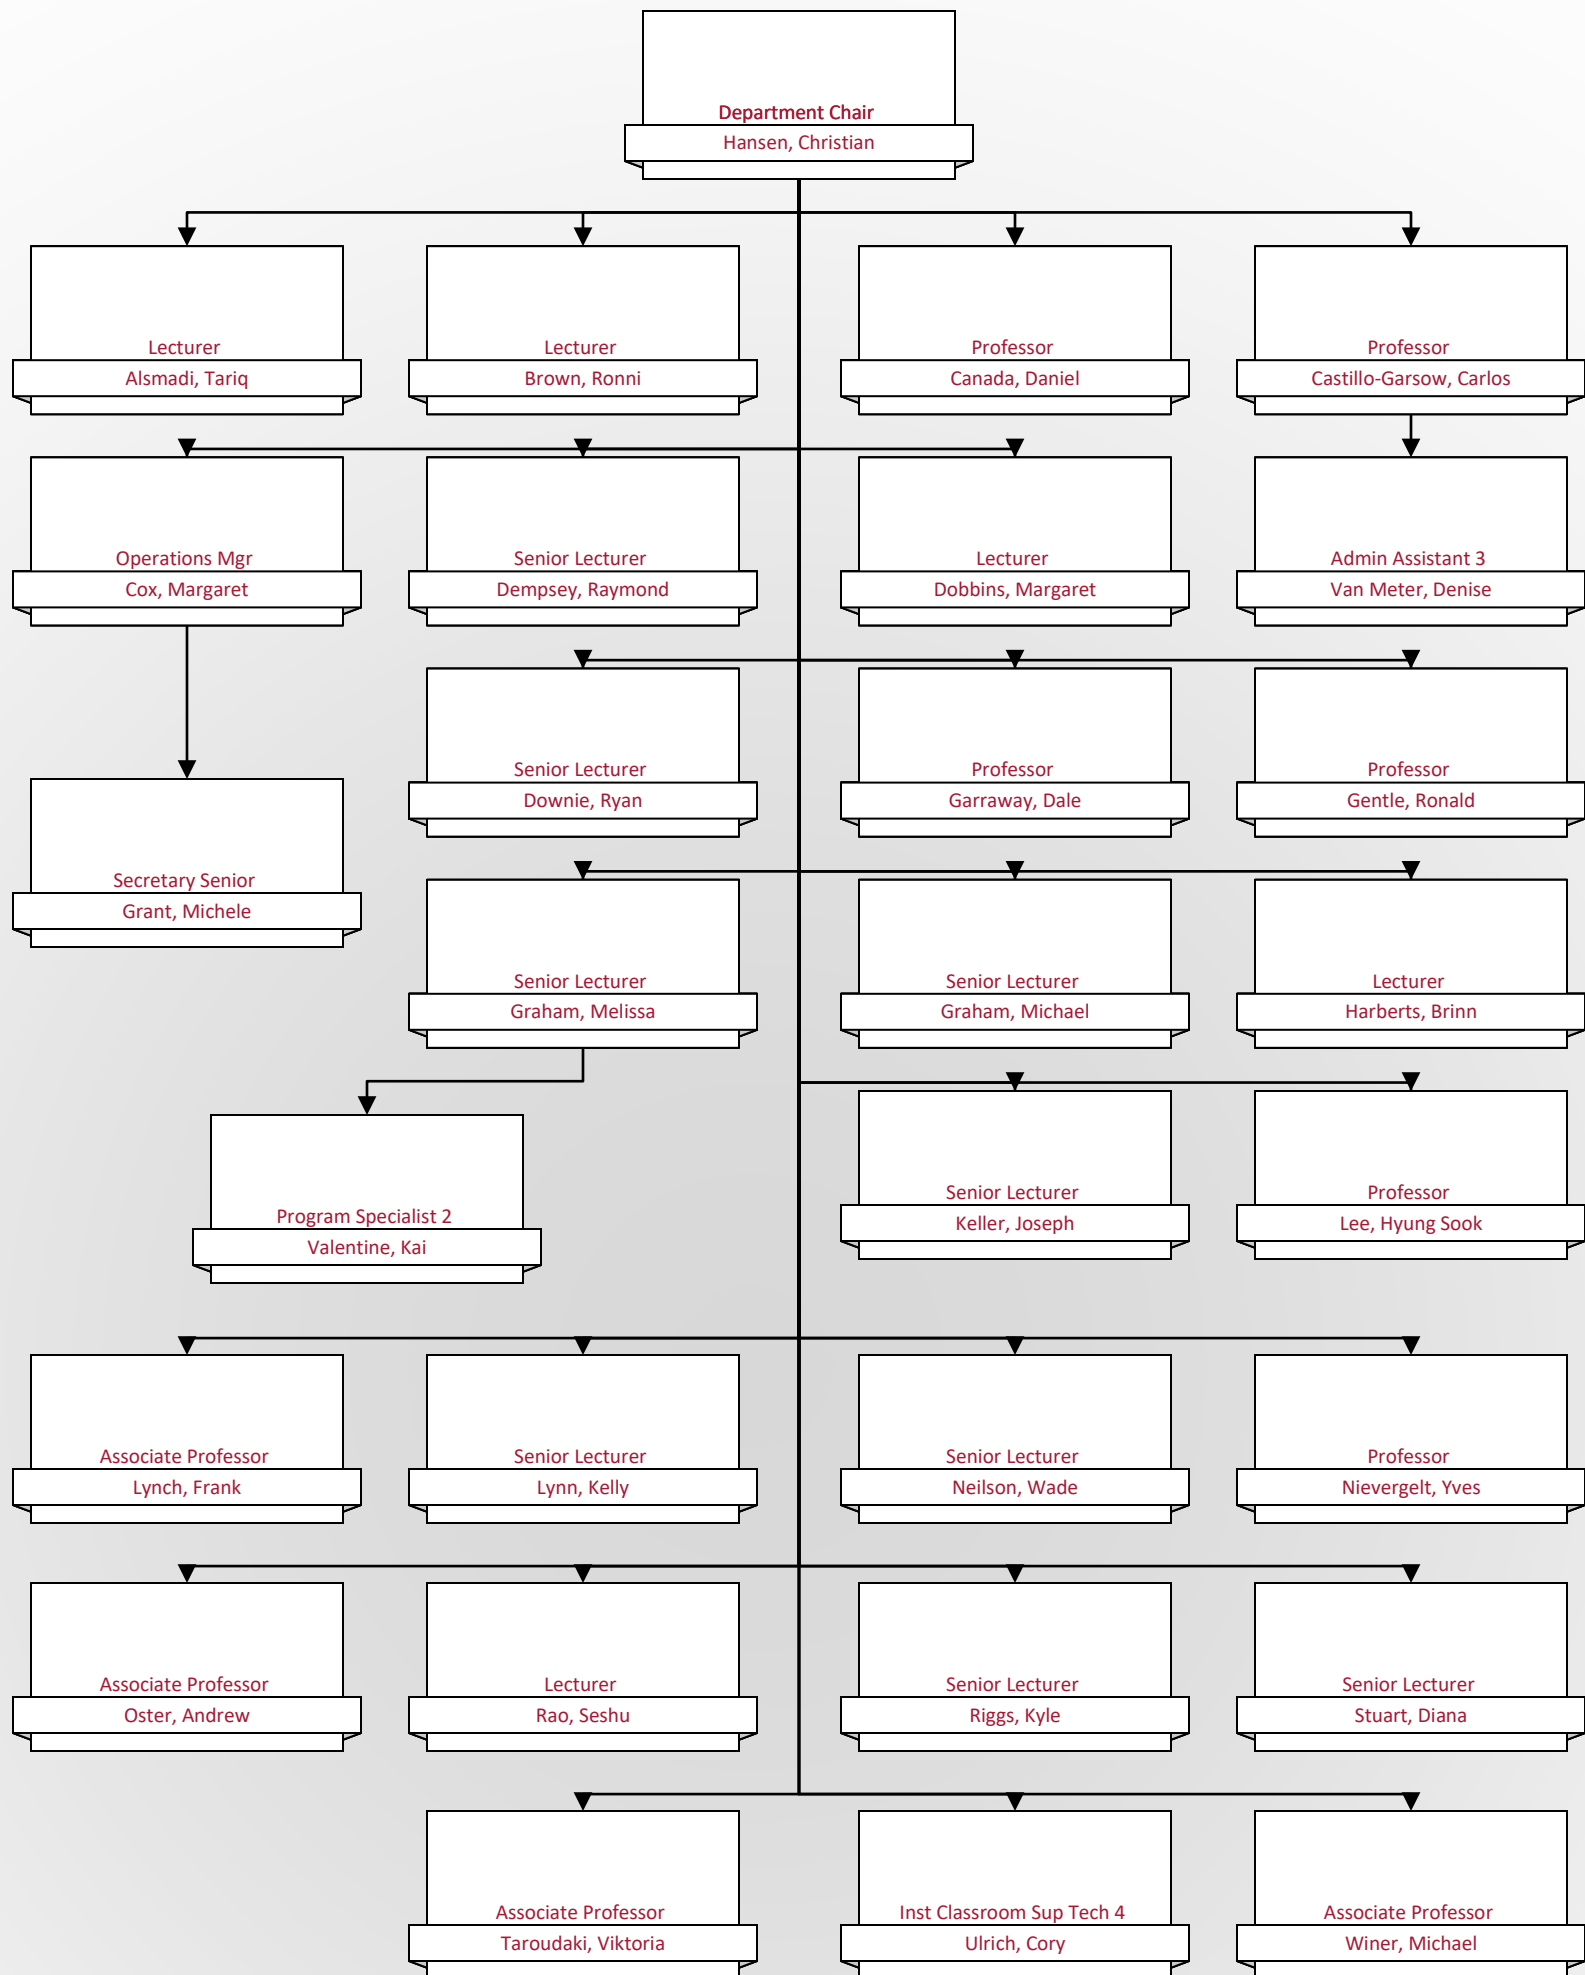 Department Chair
Hansen, Christian
Lecturer
Alsmadi, Tariq
Lecturer
Brown, Ronni
Professor
Canada, Daniel
Professor
Castillo-Garsow, Carlos
Operations Mgr
Cox, Margaret
Senior Lecturer
Dempsey, Raymond
Lecturer
Dobbins, Margaret
Admin Assistant 3
Van Meter, Denise
Senior Lecturer
Downie, Ryan
Professor
Garraway, Dale
Professor
Gentle, Ronald
Secretary Senior
Grant, Michele
Senior Lecturer
Graham, Melissa
Senior Lecturer
Graham, Michael
Lecturer
Harberts, Brinn
Program Specialist 2
Valentine, Kai
Senior Lecturer
Keller, Joseph
Professor
Lee, Hyung Sook
Associate Professor
Lynch, Frank
Senior Lecturer
Lynn, Kelly
Senior Lecturer
Neilson, Wade
Professor
Nievergelt, Yves
Associate Professor
Oster, Andrew
Lecturer
Rao, Seshu
Senior Lecturer
Riggs, Kyle
Senior Lecturer
Stuart, Diana
Associate Professor
Taroudaki, Viktoria
Inst Classroom Sup Tech 4
Ulrich, Cory
Associate Professor
Winer, Michael